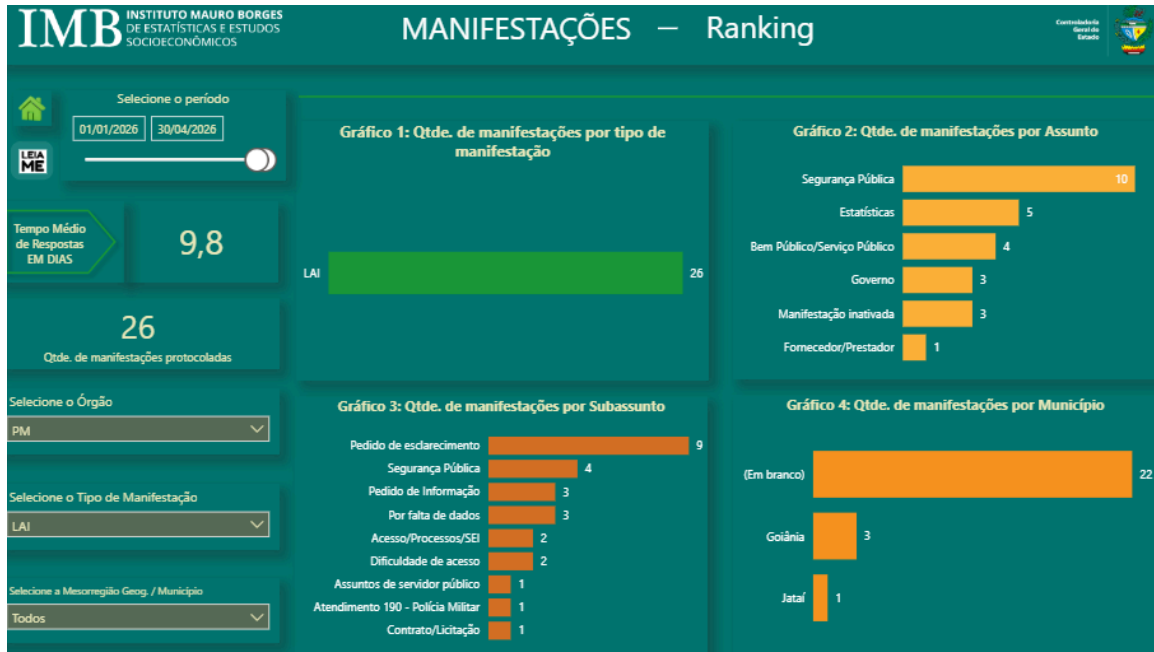 IMB INSTITUTO MAURO BORGES
DE ESTATÍSTICAS E ESTUDOS
SOCIOECONÔMICOS
MANIFESTAÇÕES — Ranking
Controladoria
Geral do
Estado
Selecione o período
01/01/2026 30/04/2026
LEIA
ME
Tempo Médio
de Respostas
EM DIAS
9,8
26
Qtde. de manifestações protocoladas
Selecione o Órgão
PM
Selecione o Tipo de Manifestação
LAI
Selecione a Mesorregião Geog. / Município
Todos
Gráfico 1: Qtde. de manifestações por tipo de
manifestação
LAI 26
Gráfico 2: Qtde. de manifestações por Assunto
Segurança Pública 10
Estatísticas 5
Bem Público/Serviço Público 4
Governo 3
Manifestação inativada 3
Fornecedor/Prestador 1
Gráfico 3: Qtde. de manifestações por Subassunto
Pedido de esclarecimento 9
Segurança Pública 4
Pedido de Informação 3
Por falta de dados 3
Acesso/Processos/SEI 2
Dificuldade de acesso 2
Assuntos de servidor público 1
Atendimento 190 - Polícia Militar 1
Contrato/Licitação 1
Gráfico 4: Qtde. de manifestações por Município
(Em branco) 22
Goiânia 3
Jataí 1